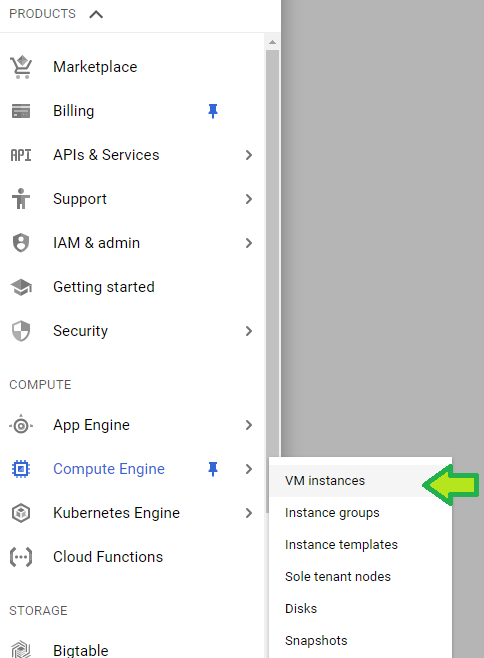 PRODUCTS
Marketplace
Billing
API APIs & Services
Support
IAM & admin
Getting started
Security
COMPUTE
App Engine
Compute Engine
Kubernetes Engine
Cloud Functions
STORAGE
Bigtable
VM instances
Instance groups
Instance templates
Sole tenant nodes
Disks
Snapshots